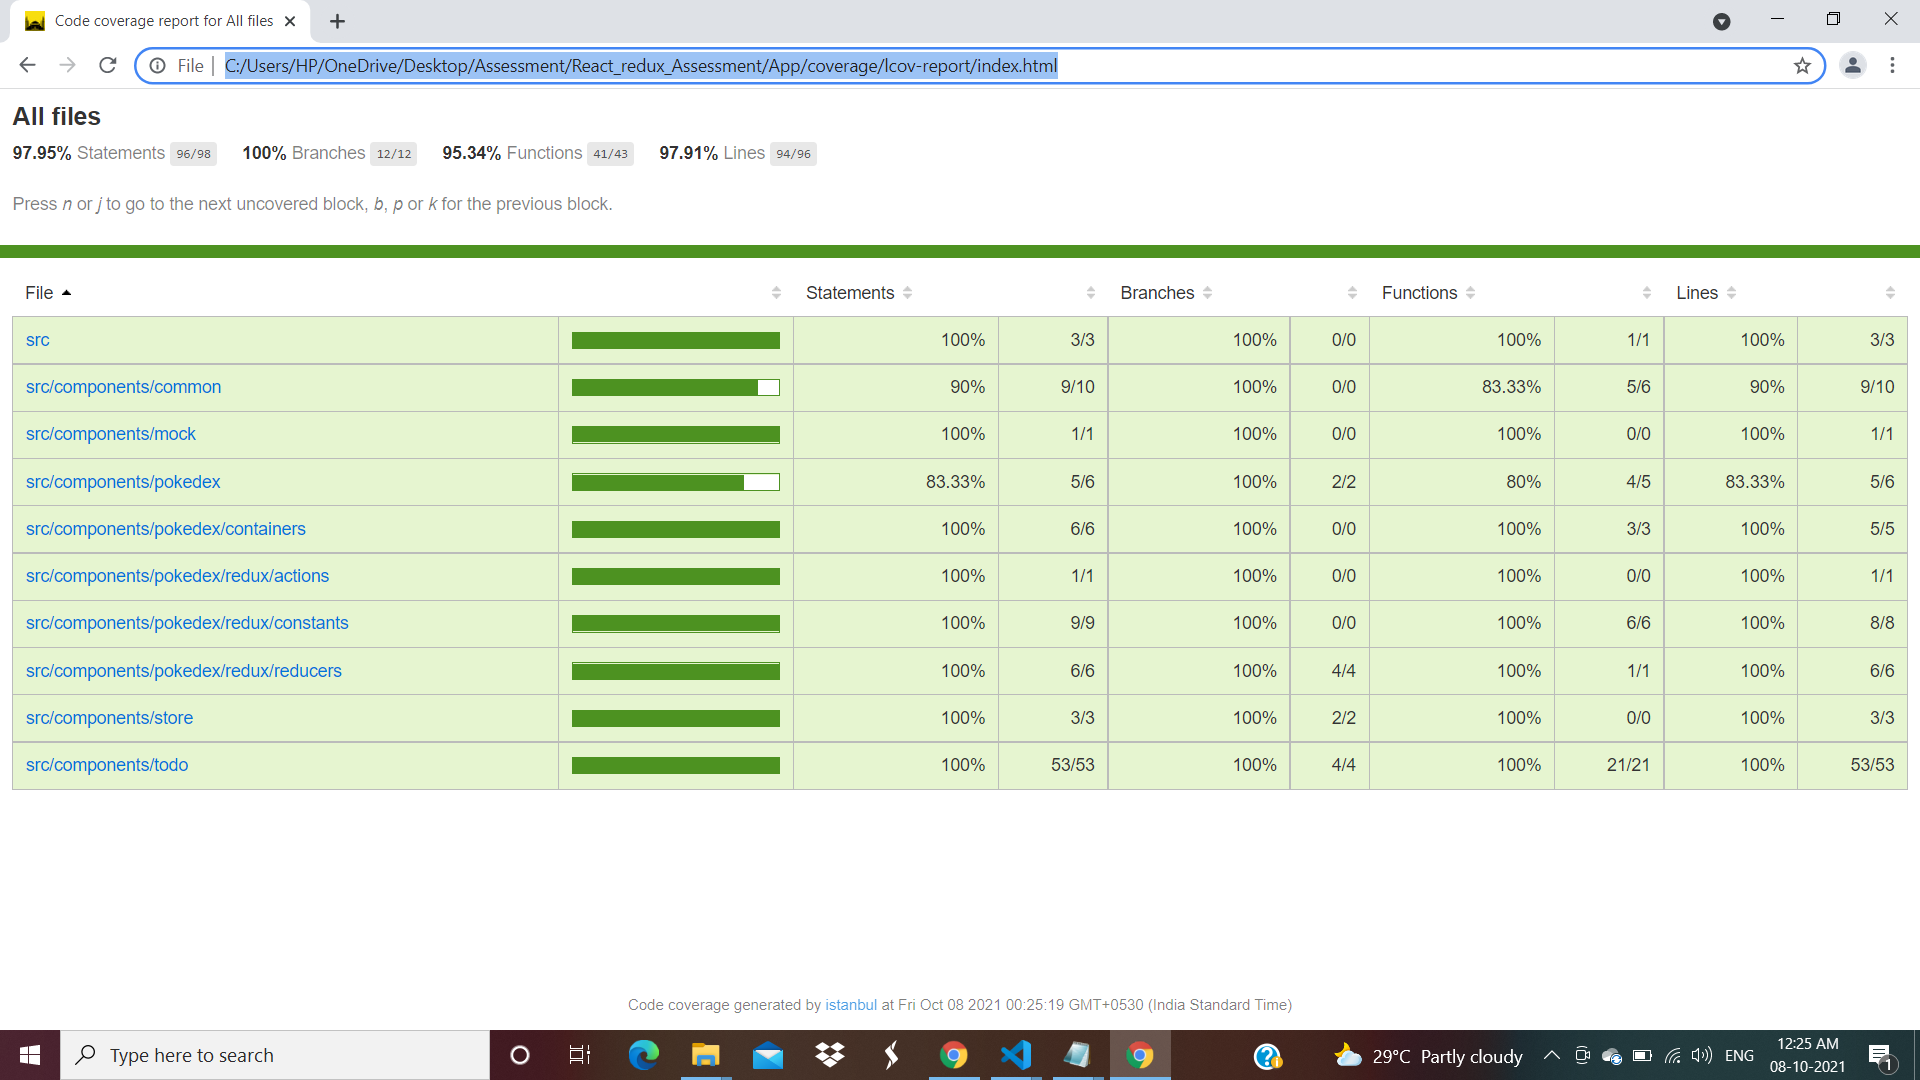 Code coverage report for All files
File
C:/Users/HP/OneDrive/Desktop/Assessment/React_redux_Assessment/App/coverage/lcov-report/index.html
All files
97.95% Statements 96/98 100% Branches 12/12 95.34% Functions 41/43 97.91% Lines 94/96
Press n or j to go to the next uncovered block, b, p or k for the previous block.
File Statements Branches Functions Lines
src 100% 3/3 100% 0/0 100% 1/1 100% 3/3
src/components/common 90% 9/10 100% 0/0 83.33% 5/6 90% 9/10
src/components/mock 100% 1/1 100% 0/0 100% 0/0 100% 1/1
src/components/pokedex 83.33% 5/6 100% 2/2 80% 4/5 83.33% 5/6
src/components/pokedex/containers 100% 6/6 100% 0/0 100% 3/3 100% 5/5
src/components/pokedex/redux/actions 100% 1/1 100% 0/0 100% 0/0 100% 1/1
src/components/pokedex/redux/constants 100% 9/9 100% 0/0 100% 6/6 100% 8/8
src/components/pokedex/redux/reducers 100% 6/6 100% 4/4 100% 1/1 100% 6/6
src/components/store 100% 3/3 100% 2/2 100% 0/0 100% 3/3
src/components/todo 100% 53/53 100% 4/4 100% 21/21 100% 53/53
Code coverage generated by istanbul at Fri Oct 08 2021 00:25:19 GMT+0530 (India Standard Time)
Type here to search
29°C Partly cloudy
ENG
12:25 AM
08-10-2021
1